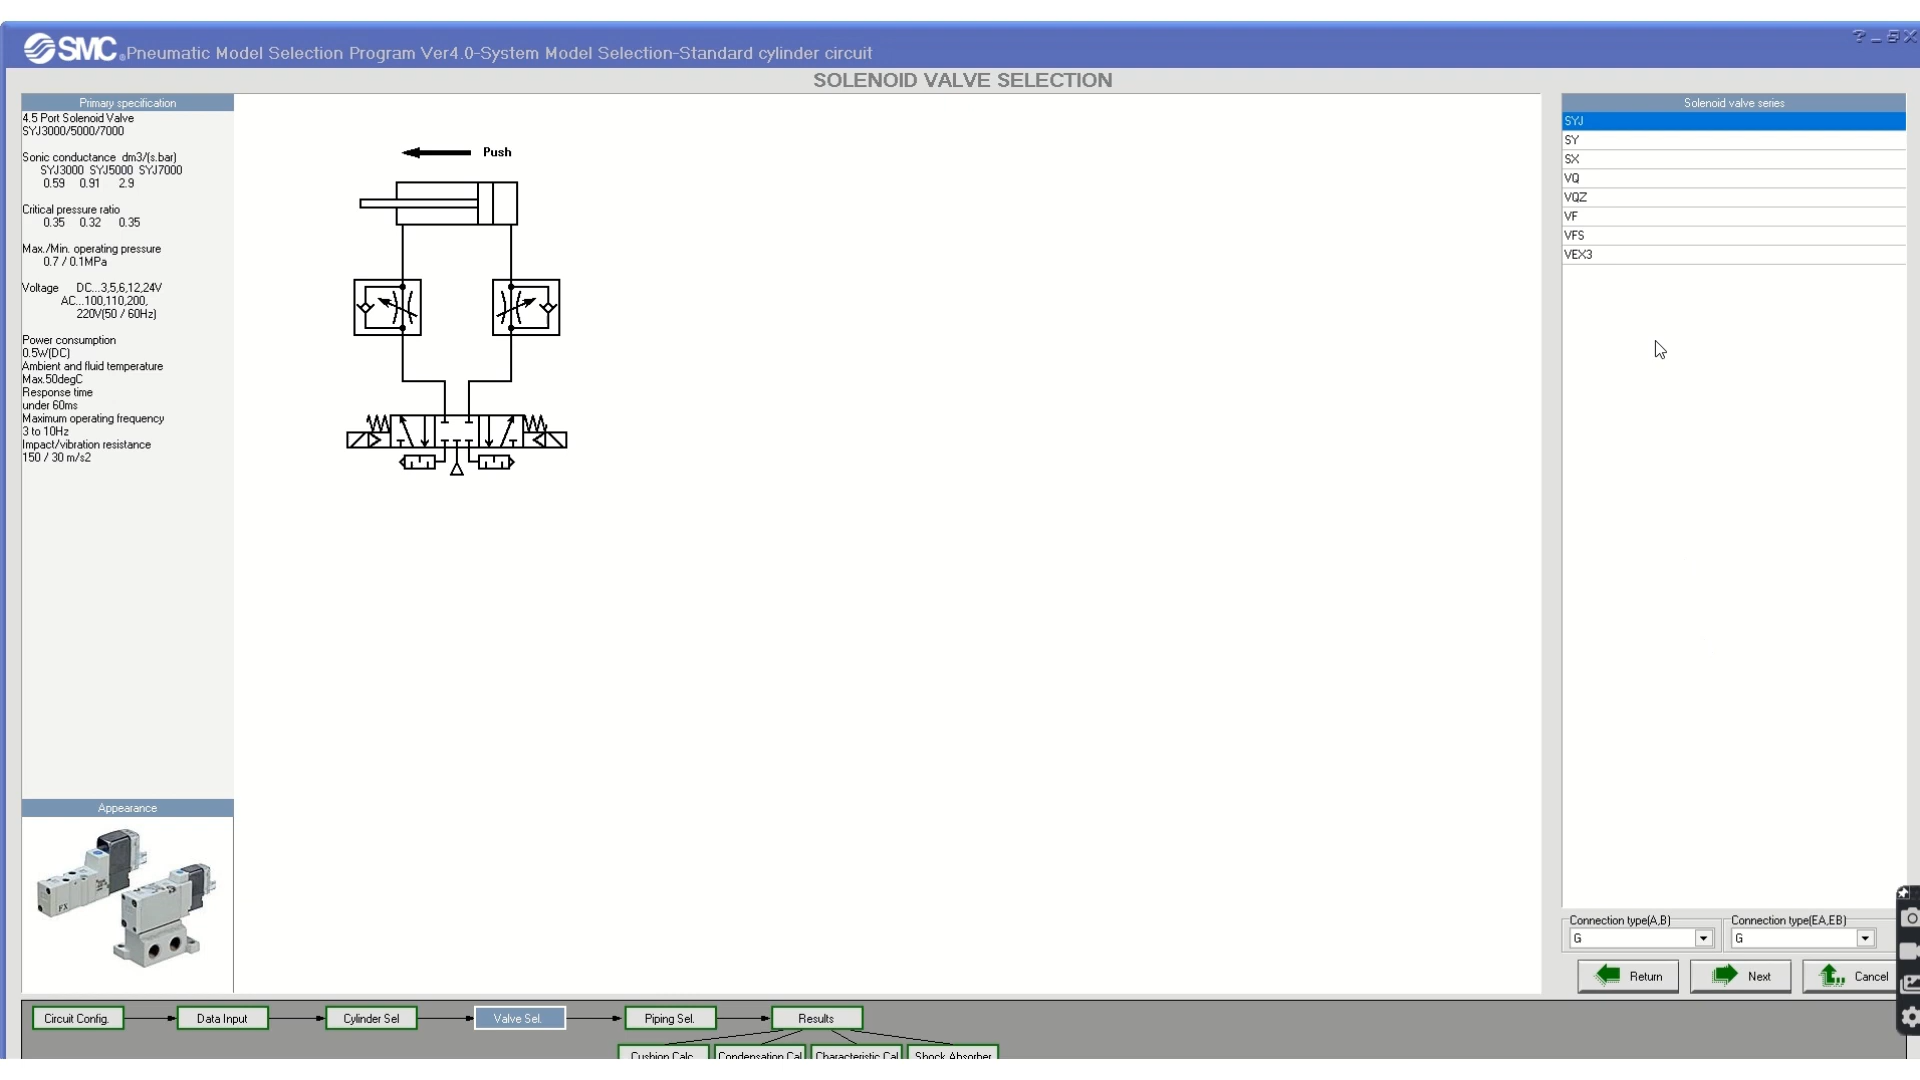 SMC Pneumatic Model Selection Program Ver4.0-System Model Selection-Standard cylinder circuit
SOLENOID VALVE SELECTION
Primary specification
4.5 Port Solenoid Valve
SYJ3000/5000/7000
Sonic conductance dm3/(s.bar)
SYJ3000 SYJ5000 SYJ7000
0.59 0.91 2.9
Critical pressure ratio
0.35 0.32 0.35
Max./Min. operating pressure
0.7 / 0.1MPa
Voltage DC...3,5,6,12,24V
AC...100,110,200,
220V(50 / 60Hz)
Power consumption
0.5W(DC)
Ambient and fluid temperature
Max.50degC
Response time
under 60ms
Maximum operating frequency
3 to 10Hz
Impact/vibration resistance
150 / 30 m/s2
Appearance
FX
Push
Solenoid valve series
SYJ
SY
SX
VQ
VQZ
VF
VFS
VEX3
Connection type(A,B) Connection type(EA,EB)
G G
Return Next Cancel
Circuit Config. Data Input Cylinder Sel Valve Sel. Piping Sel. Results
Cushion Calc. Condensation Cal Characteristic Cal Shock Absorber